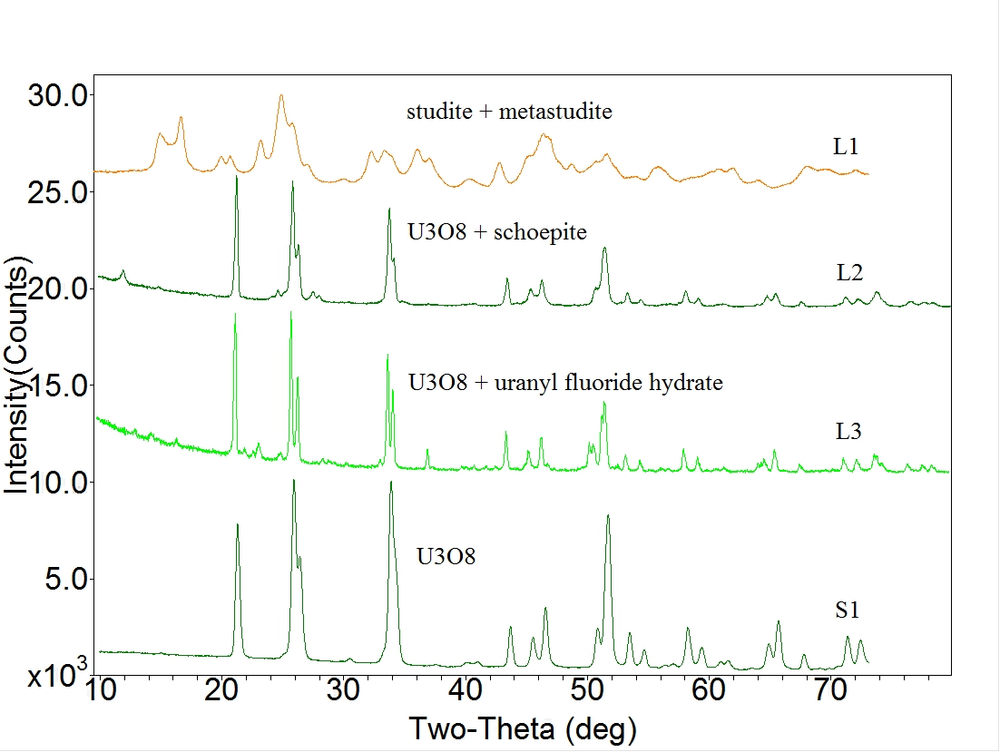 30.0
studite + metastudite
L1
25.0
U3O8 + schoepite
L2
20.0
U3O8 + uranyl fluoride hydrate
15.0
L3
10.0
U3O8
5.0
S1
x10³
10 20 30 40 50 60 70
Two-Theta (deg)
Intensity(Counts)